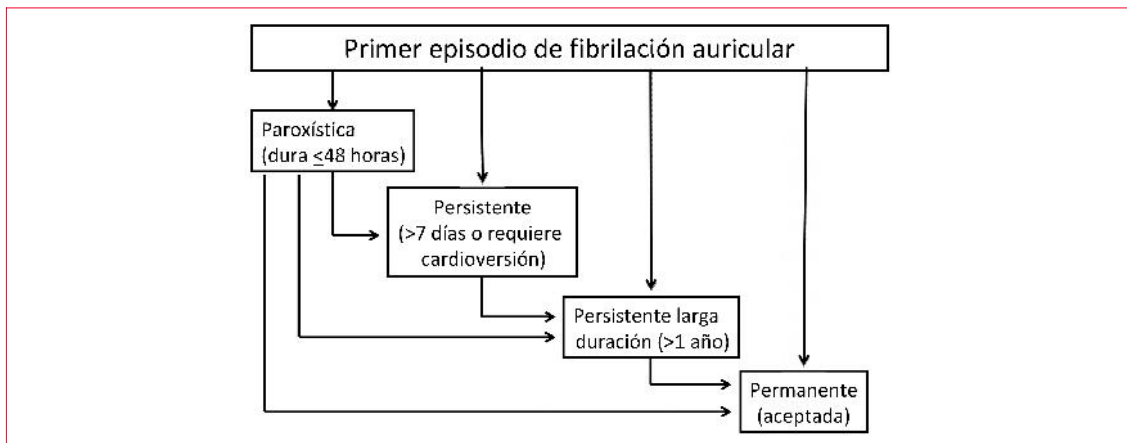 Primer episodio de fibrilación auricular
Paroxística
(dura ≤48 horas)
Persistente
(>7 días o requiere
cardioversión)
Persistente larga
duración (>1 año)
Permanente
(aceptada)